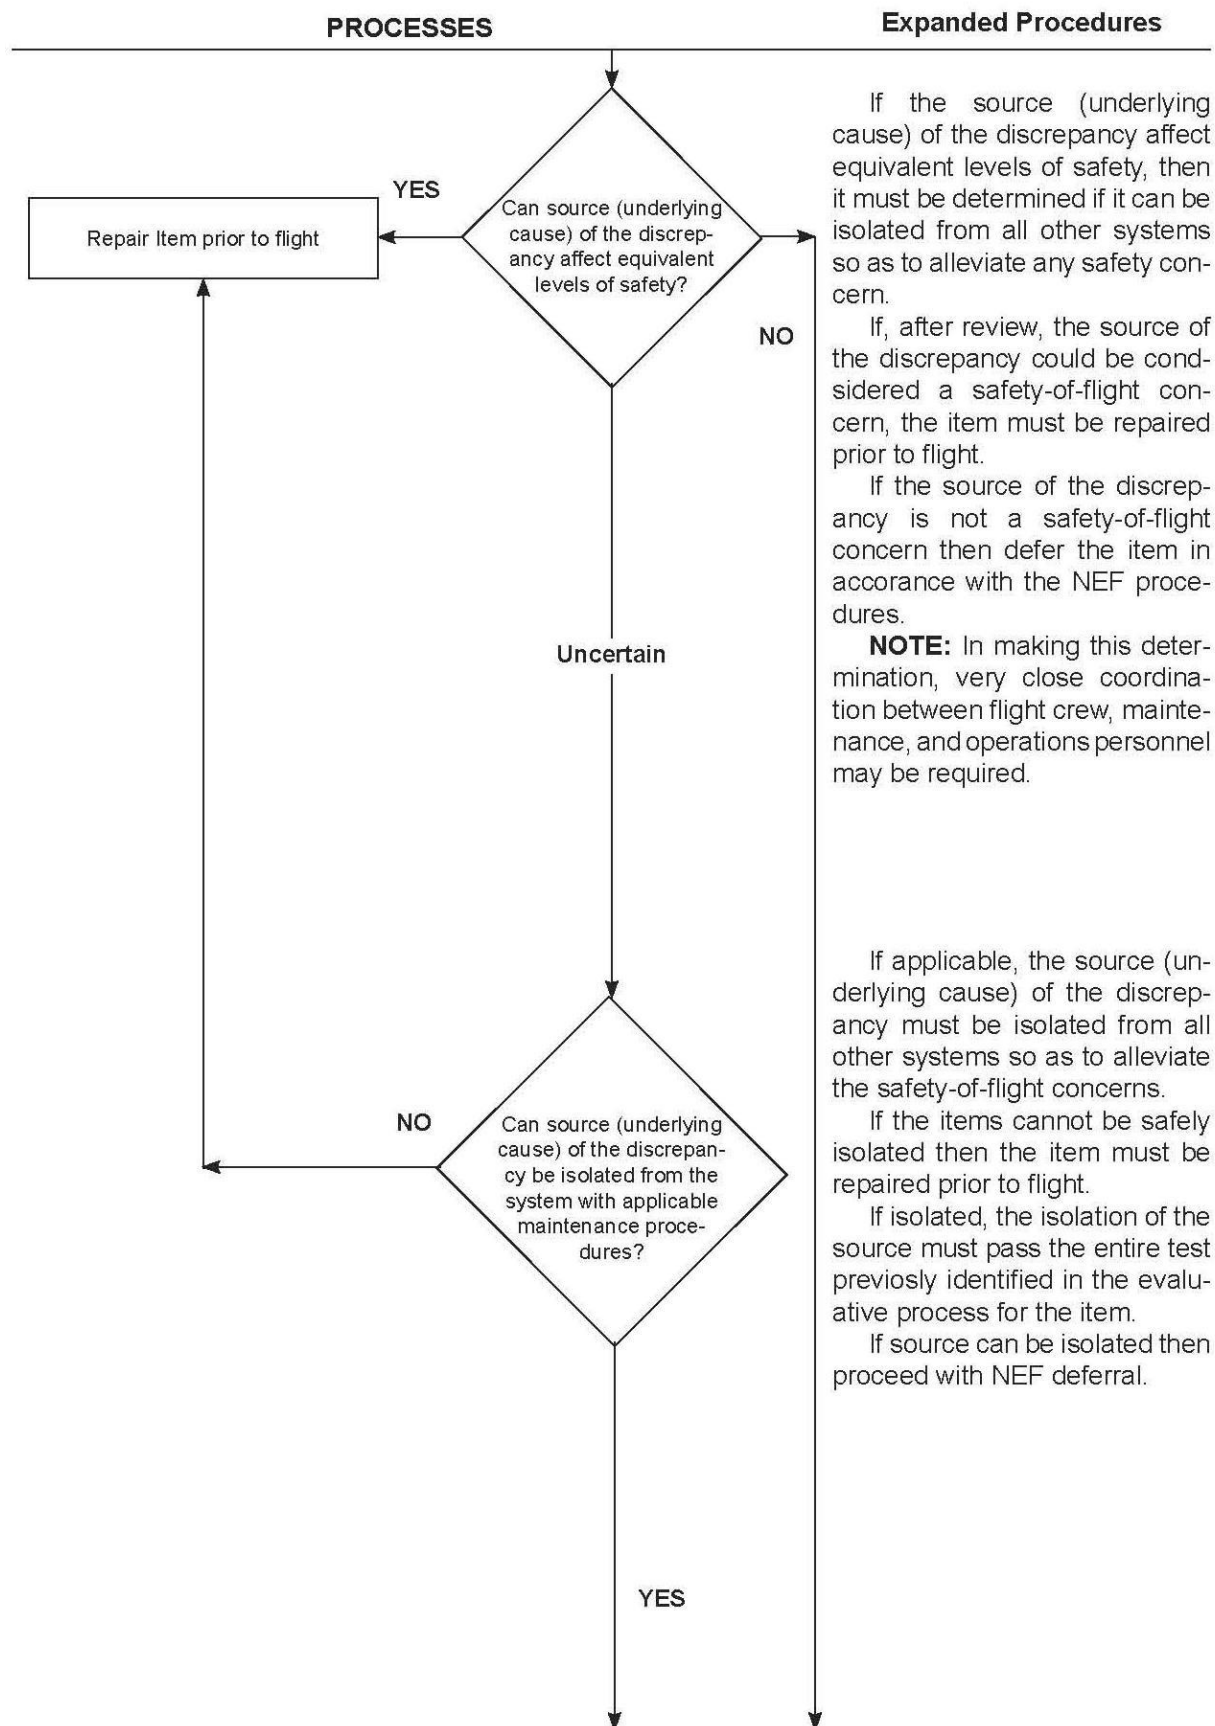 PROCESSES
Expanded Procedures
YES
Can source (underlying
cause) of the discrep-
ancy affect equivalent
levels of safety?
Repair Item prior to flight
NO
Uncertain
NO
Can source (underlying
cause) of the discrepan-
cy be isolated from the
system with applicable
maintenance proce-
dures?
YES
If the source (underlying
cause) of the discrepancy affect
equivalent levels of safety, then
it must be determined if it can be
isolated from all other systems
so as to alleviate any safety con-
cern.
If, after review, the source of
the discrepancy could be cond-
sidered a safety-of-flight con-
cern, the item must be repaired
prior to flight.
If the source of the discrep-
ancy is not a safety-of-flight
concern then defer the item in
accorance with the NEF proce-
dures.
NOTE: In making this deter-
mination, very close coordina-
tion between flight crew, mainte-
nance, and operations personnel
may be required.
If applicable, the source (un-
derlying cause) of the discrep-
ancy must be isolated from all
other systems so as to alleviate
the safety-of-flight concerns.
If the items cannot be safely
isolated then the item must be
repaired prior to flight.
If isolated, the isolation of the
source must pass the entire test
previosly identified in the evalu-
ative process for the item.
If source can be isolated then
proceed with NEF deferral.